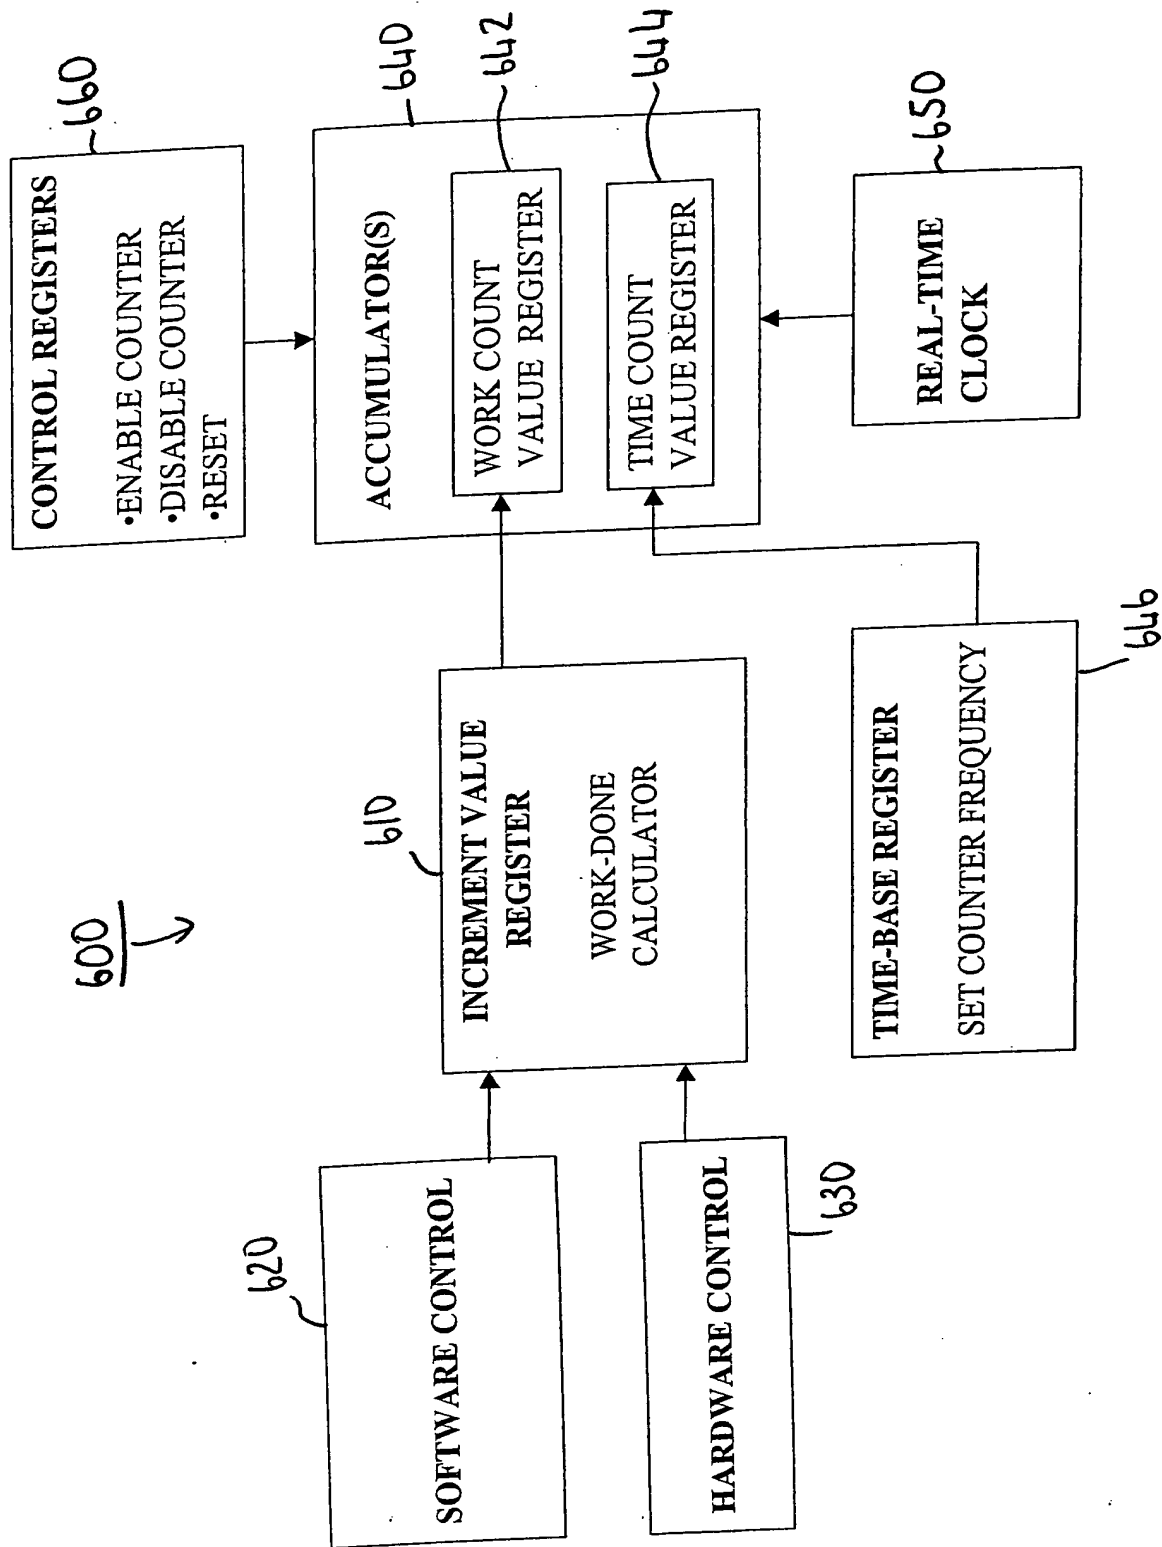 600
620
SOFTWARE CONTROL
630
HARDWARE CONTROL
610
INCREMENT VALUE
REGISTER
WORK-DONE
CALCULATOR
646
TIME-BASE REGISTER
SET COUNTER FREQUENCY
660
CONTROL REGISTERS
•ENABLE COUNTER
•DISABLE COUNTER
•RESET
640
ACCUMULATOR(S)
642
WORK COUNT
VALUE REGISTER
644
TIME COUNT
VALUE REGISTER
650
REAL-TIME
CLOCK